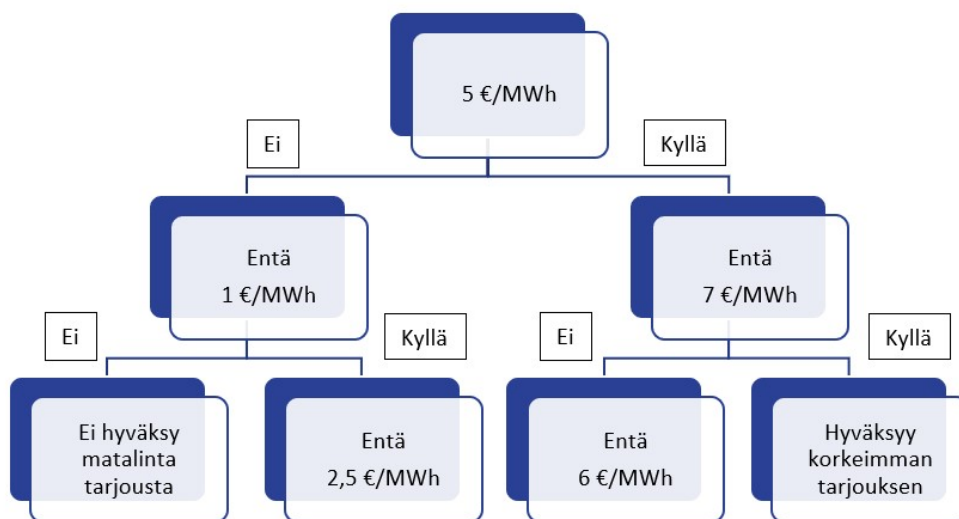 5 €/MWh
Ei
Kyllä
Entä
1 €/MWh
Entä
7 €/MWh
Ei
Kyllä
Ei
Kyllä
Ei hyväksy
matalinta
tarjousta
Entä
2,5 €/MWh
Entä
6 €/MWh
Hyväksyy
korkeimman
tarjouksen